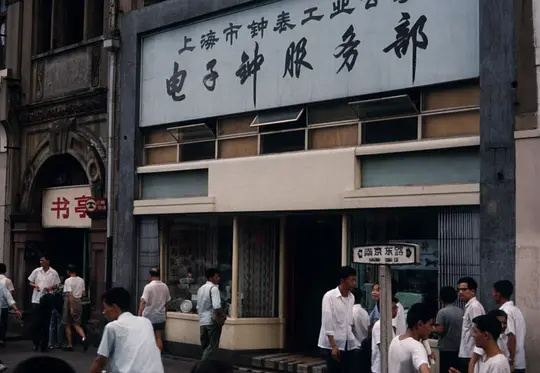 上海市钟表工业公司
电子钟服务部
书亭
南京东路